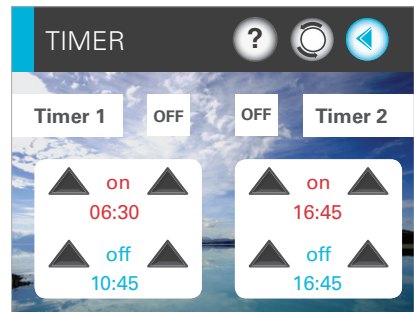 TIMER ?
Timer 1 OFF OFF Timer 2
on on
06:30 16:45
off off
10:45 16:45